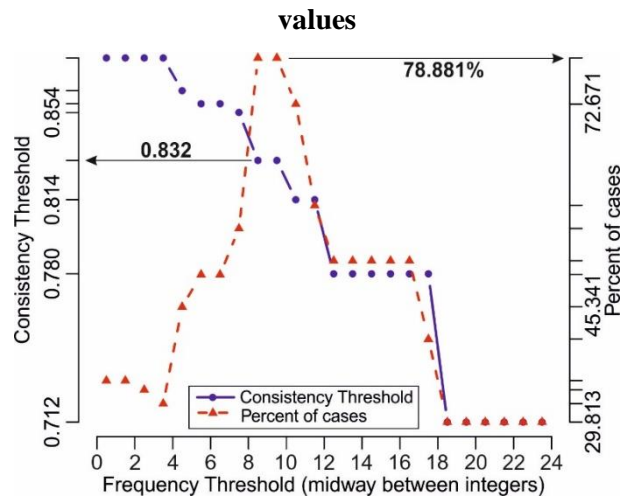 values
Consistency Threshold
0.854
0.814
0.780
0.712
0.832
78.881%
Percent of cases
72.671
45.341
29.813
Consistency Threshold
Percent of cases
0 2 4 6 8 10 12 14 16 18 20 22 24
Frequency Threshold (midway between integers)